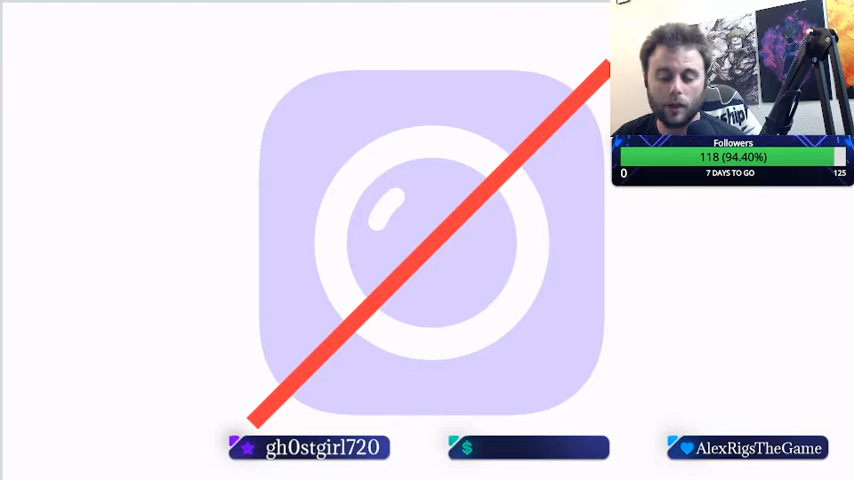 Followers
118 (94.40%)
0 7 DAYS TO GO 125
gh0stgirl720
$
AlexRigsTheGame